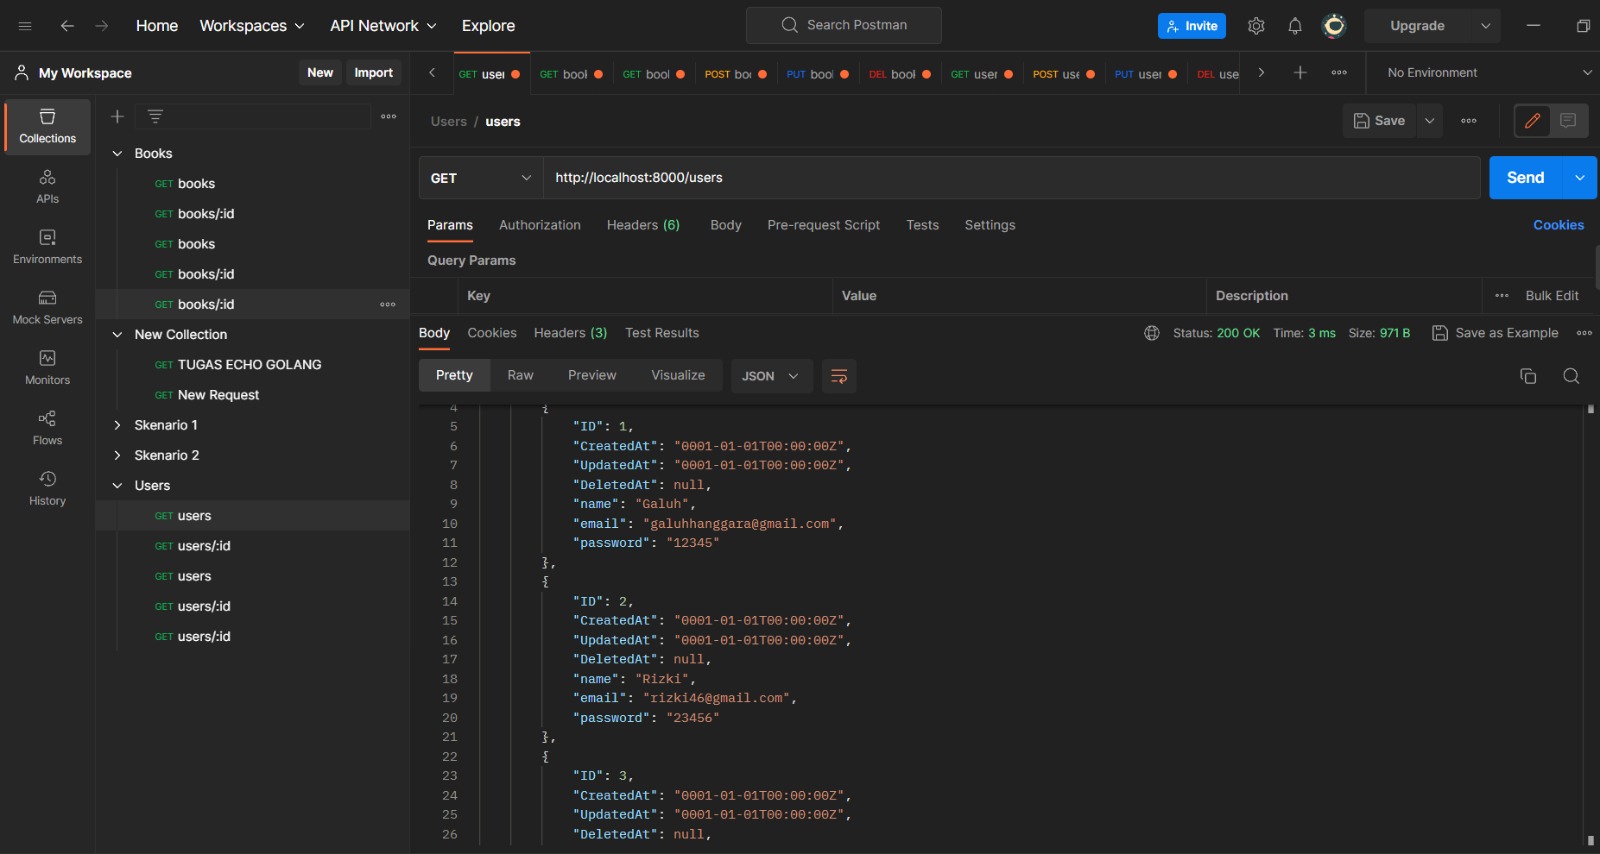 Home Workspaces API Network Explore Search Postman Invite Upgrade
My Workspace New Import GET user GET bool GET bool POST boo PUT bool DEL bool GET user POST use PUT user DEL use No Environment
Collections
APIs
Environments
Mock Servers
Monitors
Flows
History
Books
GET books
GET books/:id
GET books
GET books/:id
GET books/:id
New Collection
GET TUGAS ECHO GOLANG
GET New Request
Skenario 1
Skenario 2
Users
GET users
GET users/:id
GET users
GET users/:id
GET users/:id
Users / users Save
GET http://localhost:8000/users Send
Params Authorization Headers (6) Body Pre-request Script Tests Settings Cookies
Query Params
Key Value Description Bulk Edit
Body Cookies Headers (3) Test Results Status: 200 OK Time: 3 ms Size: 971 B Save as Example
Pretty Raw Preview Visualize JSON
4 {
5 "ID": 1,
6 "CreatedAt": "0001-01-01T00:00:00Z",
7 "UpdatedAt": "0001-01-01T00:00:00Z",
8 "DeletedAt": null,
9 "name": "Galuh",
10 "email": "galuhhanggara@gmail.com",
11 "password": "12345"
12 },
13 {
14 "ID": 2,
15 "CreatedAt": "0001-01-01T00:00:00Z",
16 "UpdatedAt": "0001-01-01T00:00:00Z",
17 "DeletedAt": null,
18 "name": "Rizki",
19 "email": "rizki46@gmail.com",
20 "password": "23456"
21 },
22 {
23 "ID": 3,
24 "CreatedAt": "0001-01-01T00:00:00Z",
25 "UpdatedAt": "0001-01-01T00:00:00Z",
26 "DeletedAt": null,